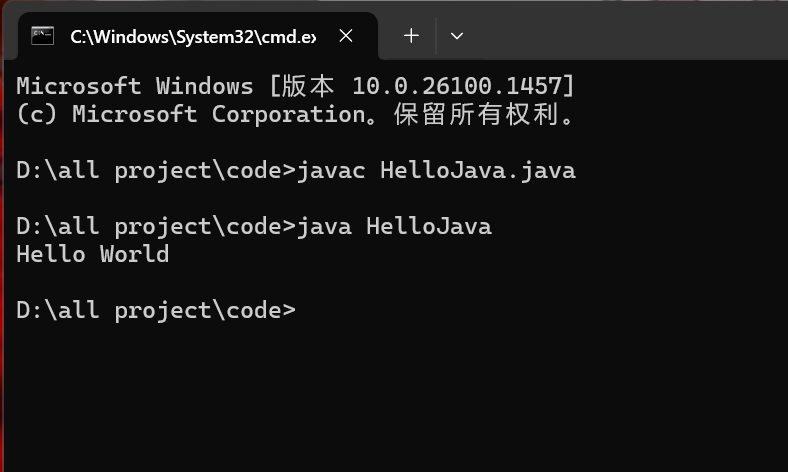 C:\Windows\System32\cmd.ex
Microsoft Windows [版本 10.0.26100.1457]
(c) Microsoft Corporation。保留所有权利。
D:\all project\code>javac HelloJava.java
D:\all project\code>java HelloJava
Hello World
D:\all project\code>